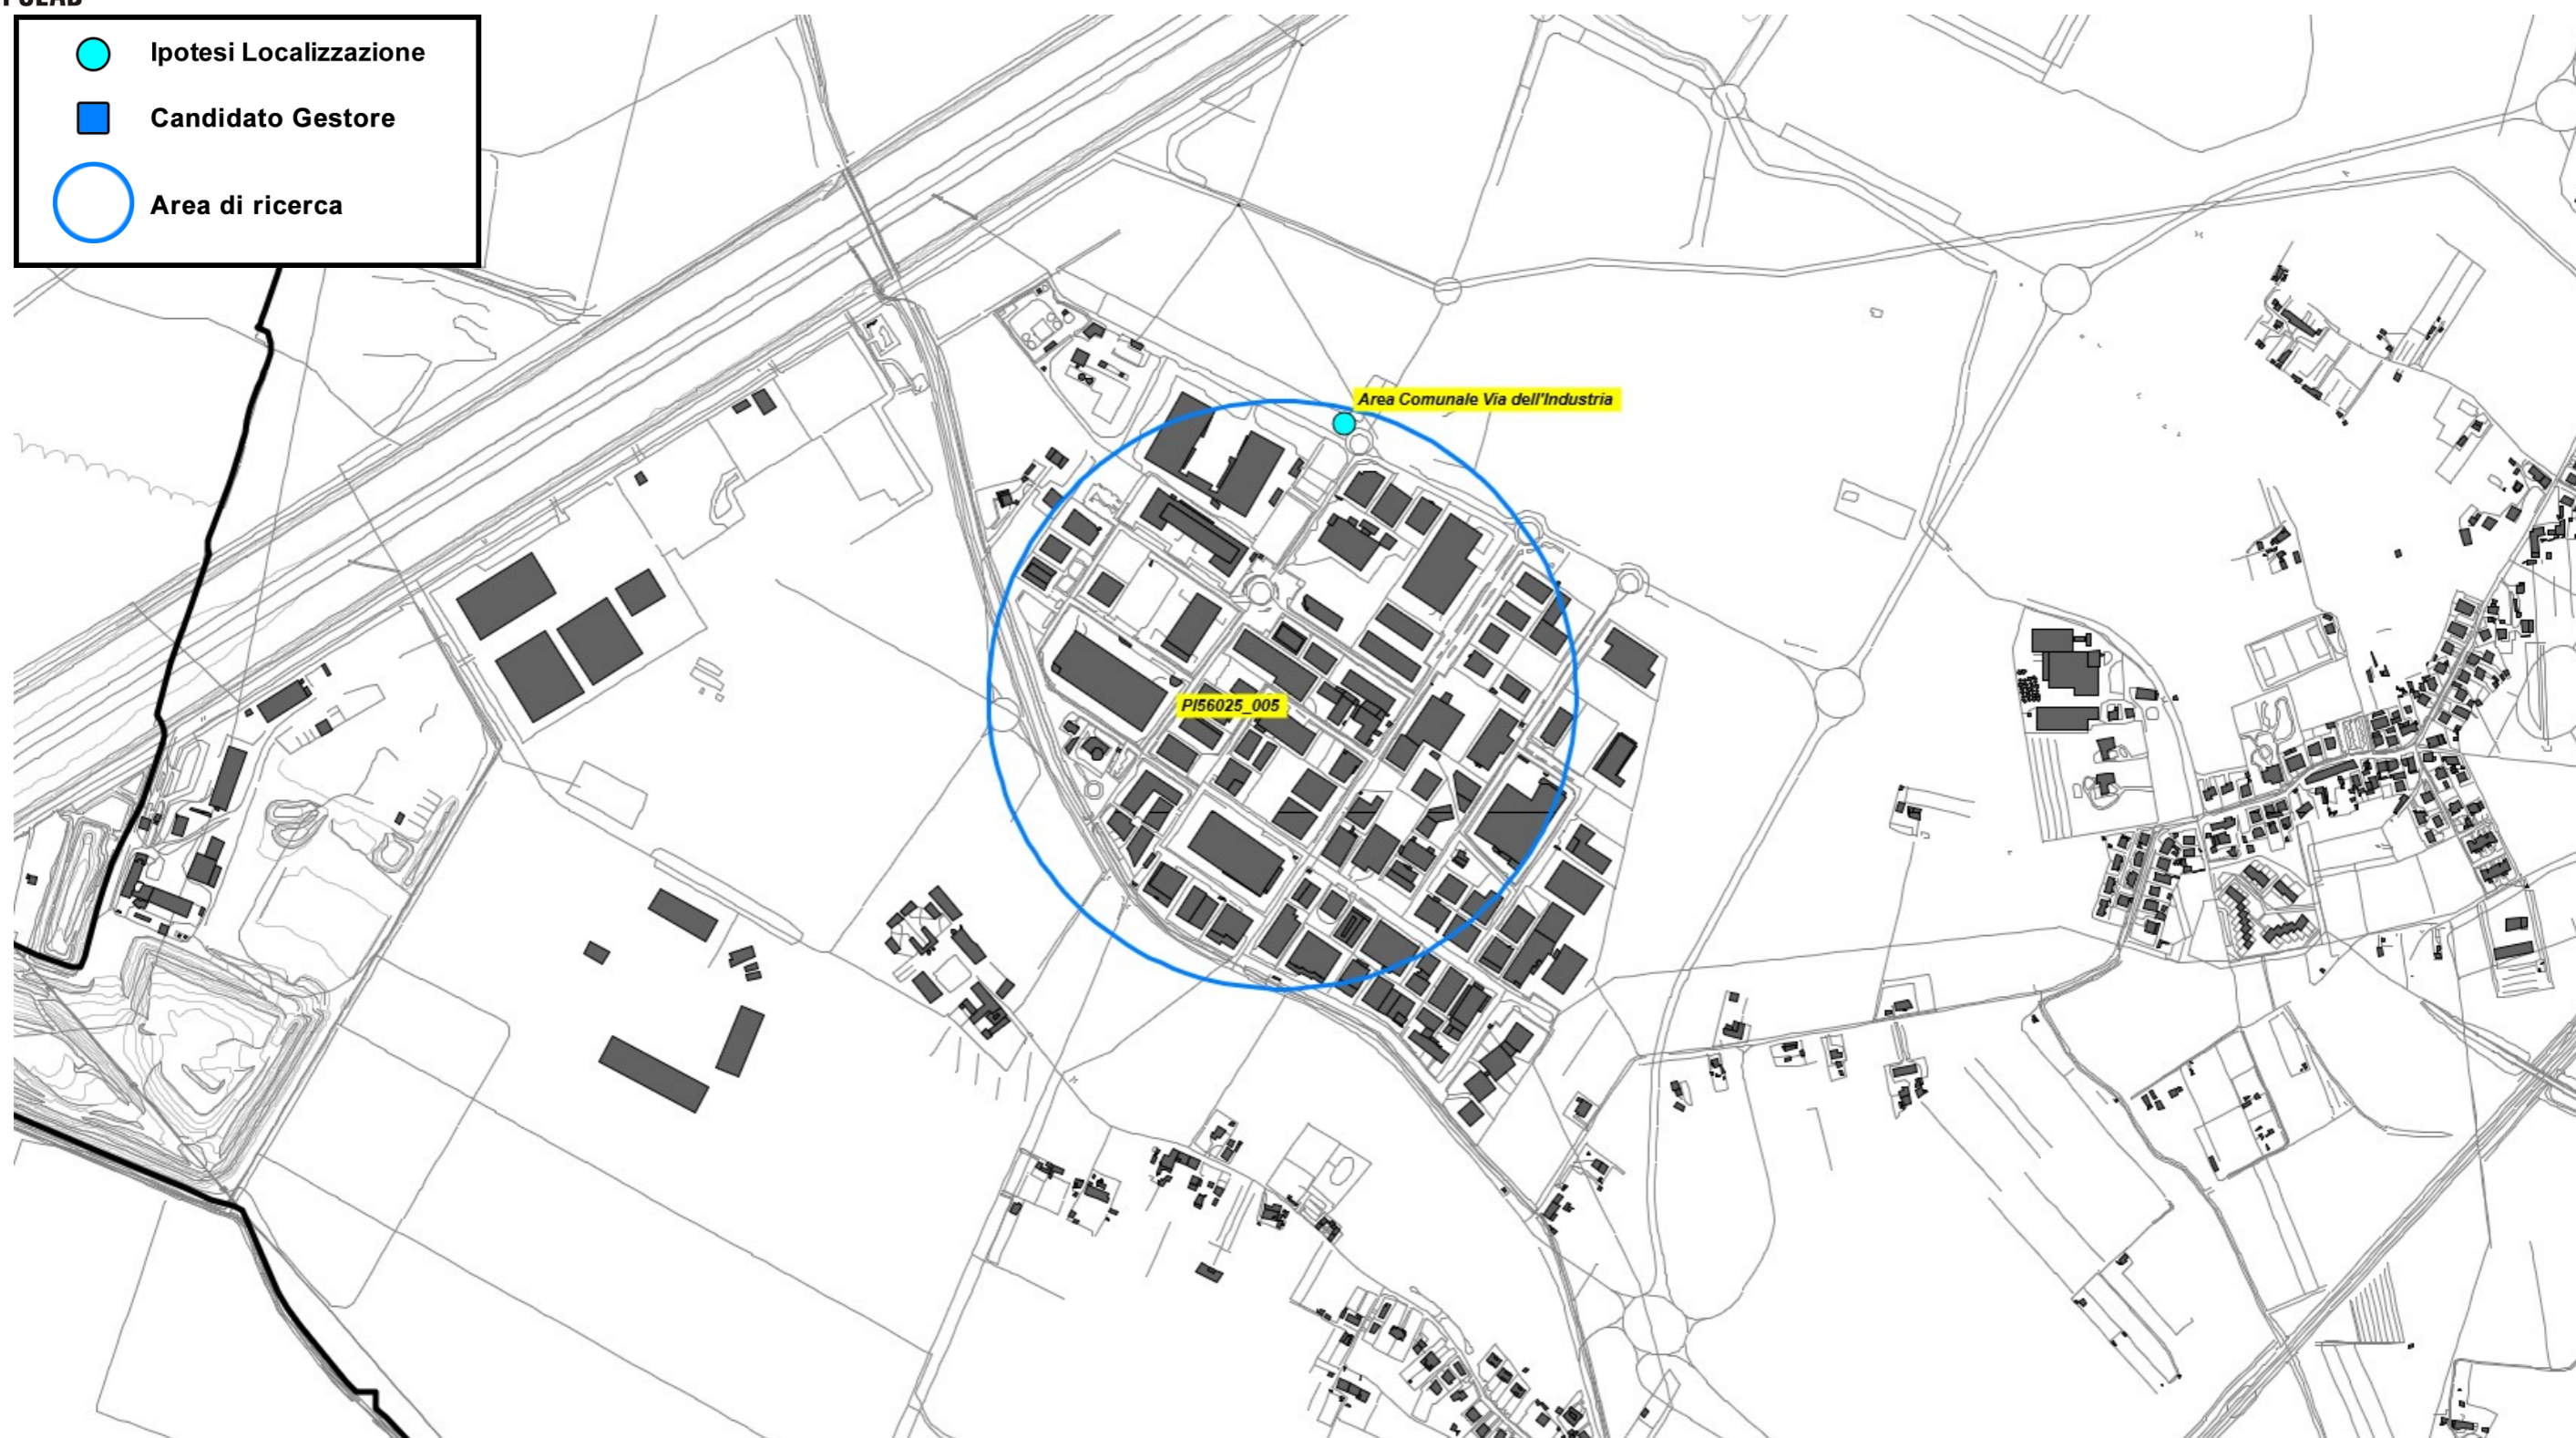 Ipotesi Localizzazione
Candidato Gestore
Area di ricerca
Area Comunale Via dell'Industria
PI56025_005